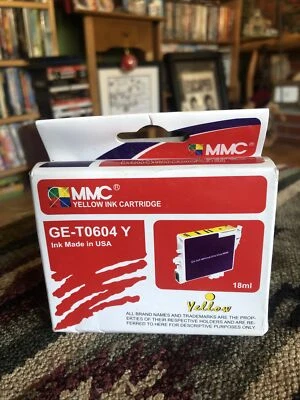 MMC®
MMC®
YELLOW INK CARTRIDGE
GE-T0604 Y
Ink Made in USA
18ml
Yellow
ALL BRAND NAMES AND TRADEMARKS ARE THE PROP-
ERTIES OF THEIR RESPECTIVE HOLDERS AND ARE RE-
FERRED TO HERE FOR DESCRIPTIVE PURPOSES ONLY.